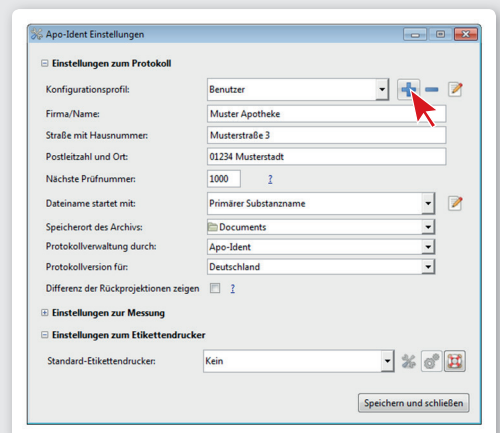 Apo-Ident Einstellungen
Einstellungen zum Protokoll
Konfigurationsprofil: Benutzer
Firma/Name: Muster Apotheke
Straße mit Hausnummer: Musterstraße 3
Postleitzahl und Ort: 01234 Musterstadt
Nächste Prüfnummer: 1000 ?
Dateiname startet mit: Primärer Substanzname
Speicherort des Archivs: Documents
Protokollverwaltung durch: Apo-Ident
Protokollversion für: Deutschland
Differenz der Rückprojektionen zeigen ?
Einstellungen zur Messung
Einstellungen zum Etikettendrucker
Standard-Etikettendrucker: Kein
Speichern und schließen